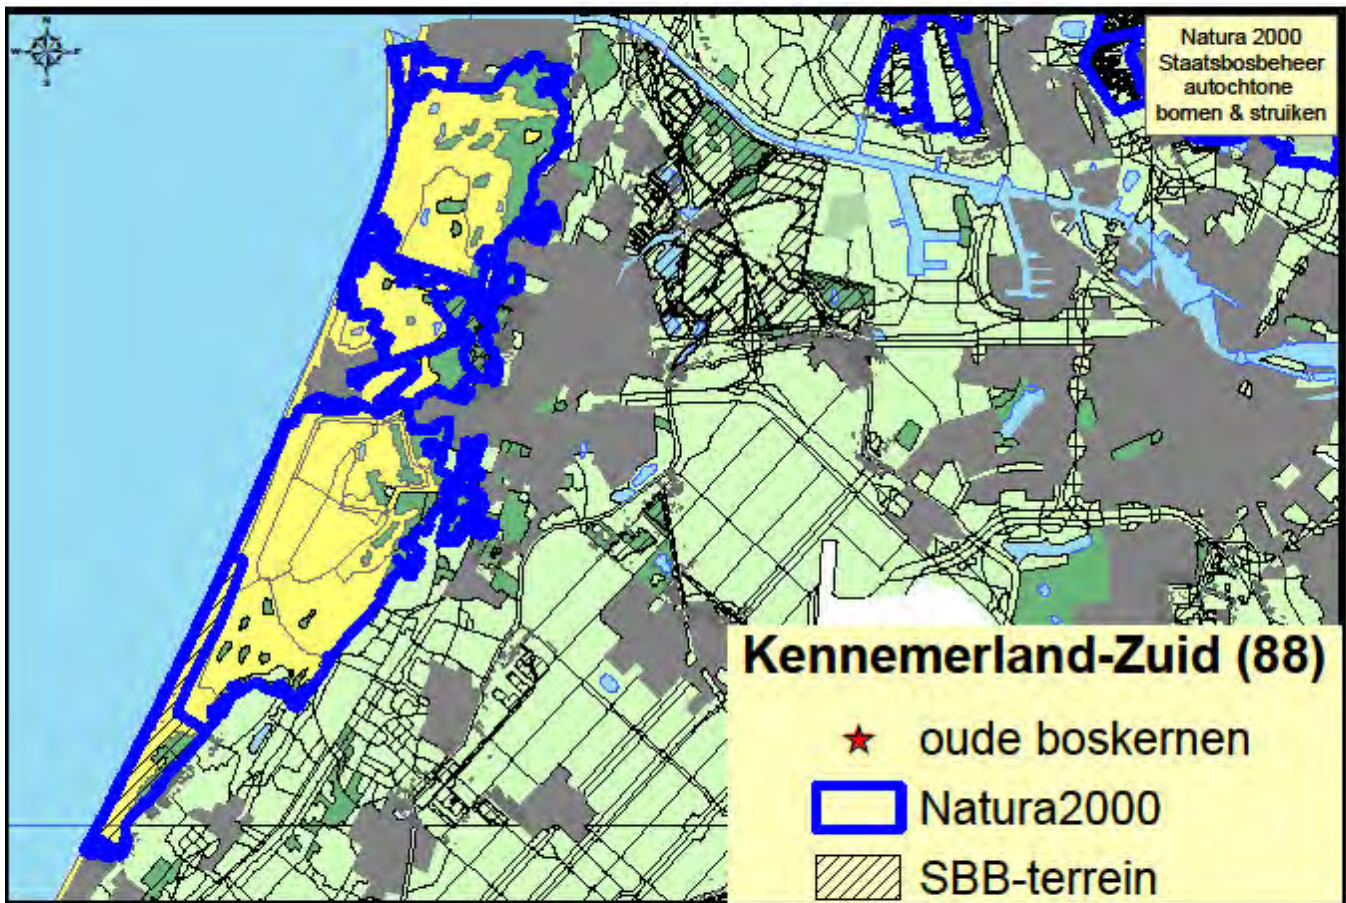 N
W
S
Natura 2000
Staatsbosbeheer
autochtone
bomen & struiken
Kennemerland-Zuid (88)
oude boskernen
Natura2000
SBB-terrein